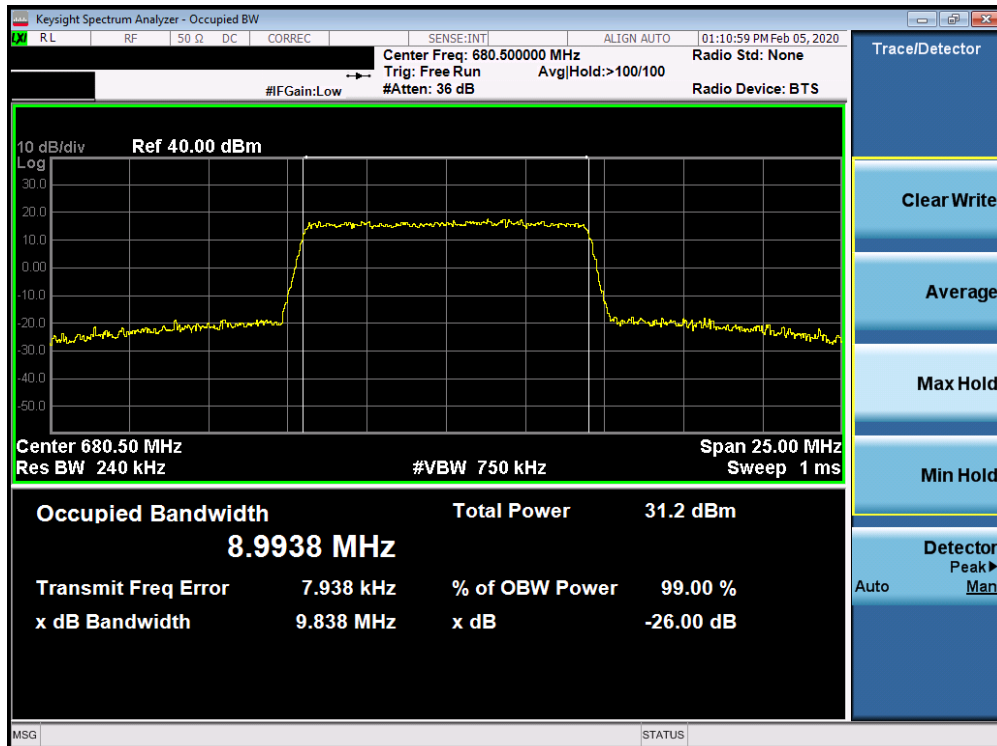 Keysight Spectrum Analyzer - Occupied BW
LXI RL RF 50 Ω DC CORREC SENSE:INT ALIGN AUTO 01:10:59 PM Feb 05, 2020
Center Freq: 680.500000 MHz Radio Std: None
Trig: Free Run Avg|Hold:>100/100
#IFGain:Low #Atten: 36 dB Radio Device: BTS
10 dB/div Ref 40.00 dBm
Log
30.0
20.0
10.0
0.00
-10.0
-20.0
-30.0
-40.0
-50.0
Center 680.50 MHz Span 25.00 MHz
Res BW 240 kHz #VBW 750 kHz Sweep 1 ms
Occupied Bandwidth Total Power 31.2 dBm
8.9938 MHz
Transmit Freq Error 7.938 kHz % of OBW Power 99.00 %
x dB Bandwidth 9.838 MHz x dB -26.00 dB
MSG STATUS
Trace/Detector
Clear Write
Average
Max Hold
Min Hold
Detector
Peak▶
Auto Man